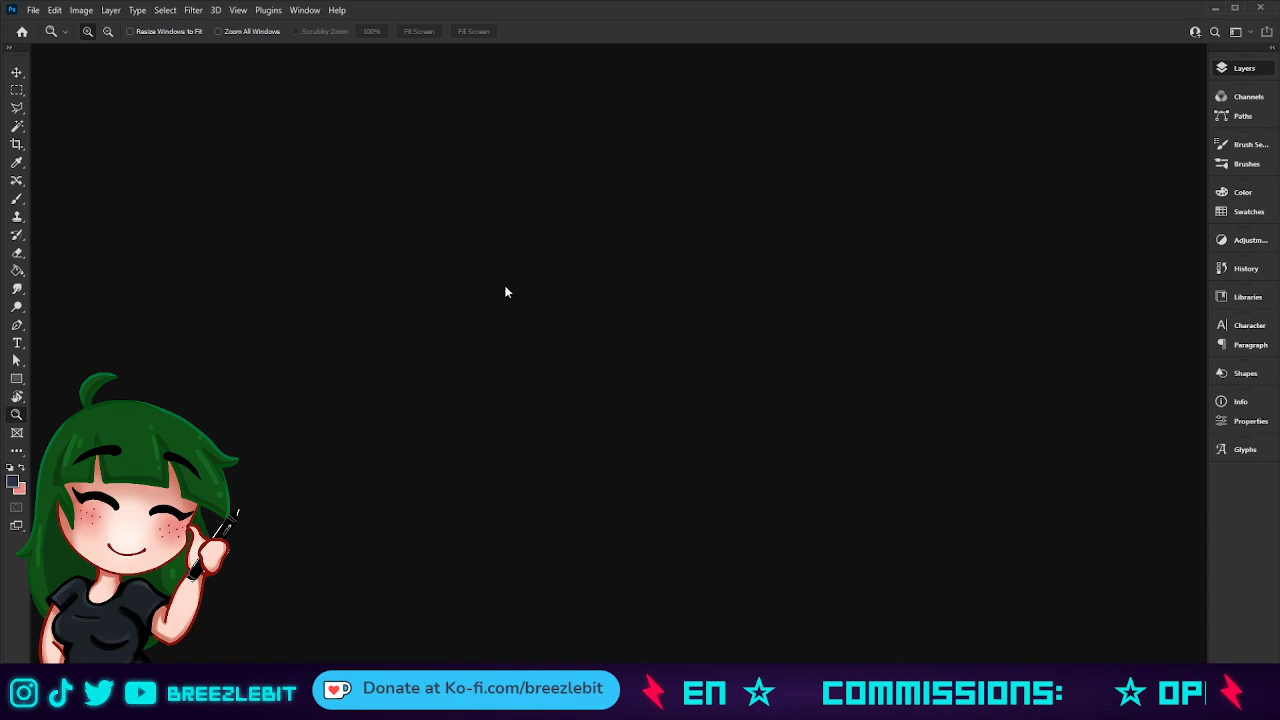 Ps File Edit Image Layer Type Select Filter 3D View Plugins Window Help
Resize Windows to Fit Zoom All Windows Scrubby Zoom 100% Fit Screen Fill Screen
Layers
Channels
Paths
Brush Se...
Brushes
Color
Swatches
Adjustm...
History
Libraries
Character
Paragraph
Shapes
Info
Properties
Glyphs
BREEZLEBIT Donate at Ko-fi.com/breezlebit EN COMMISSIONS: OP